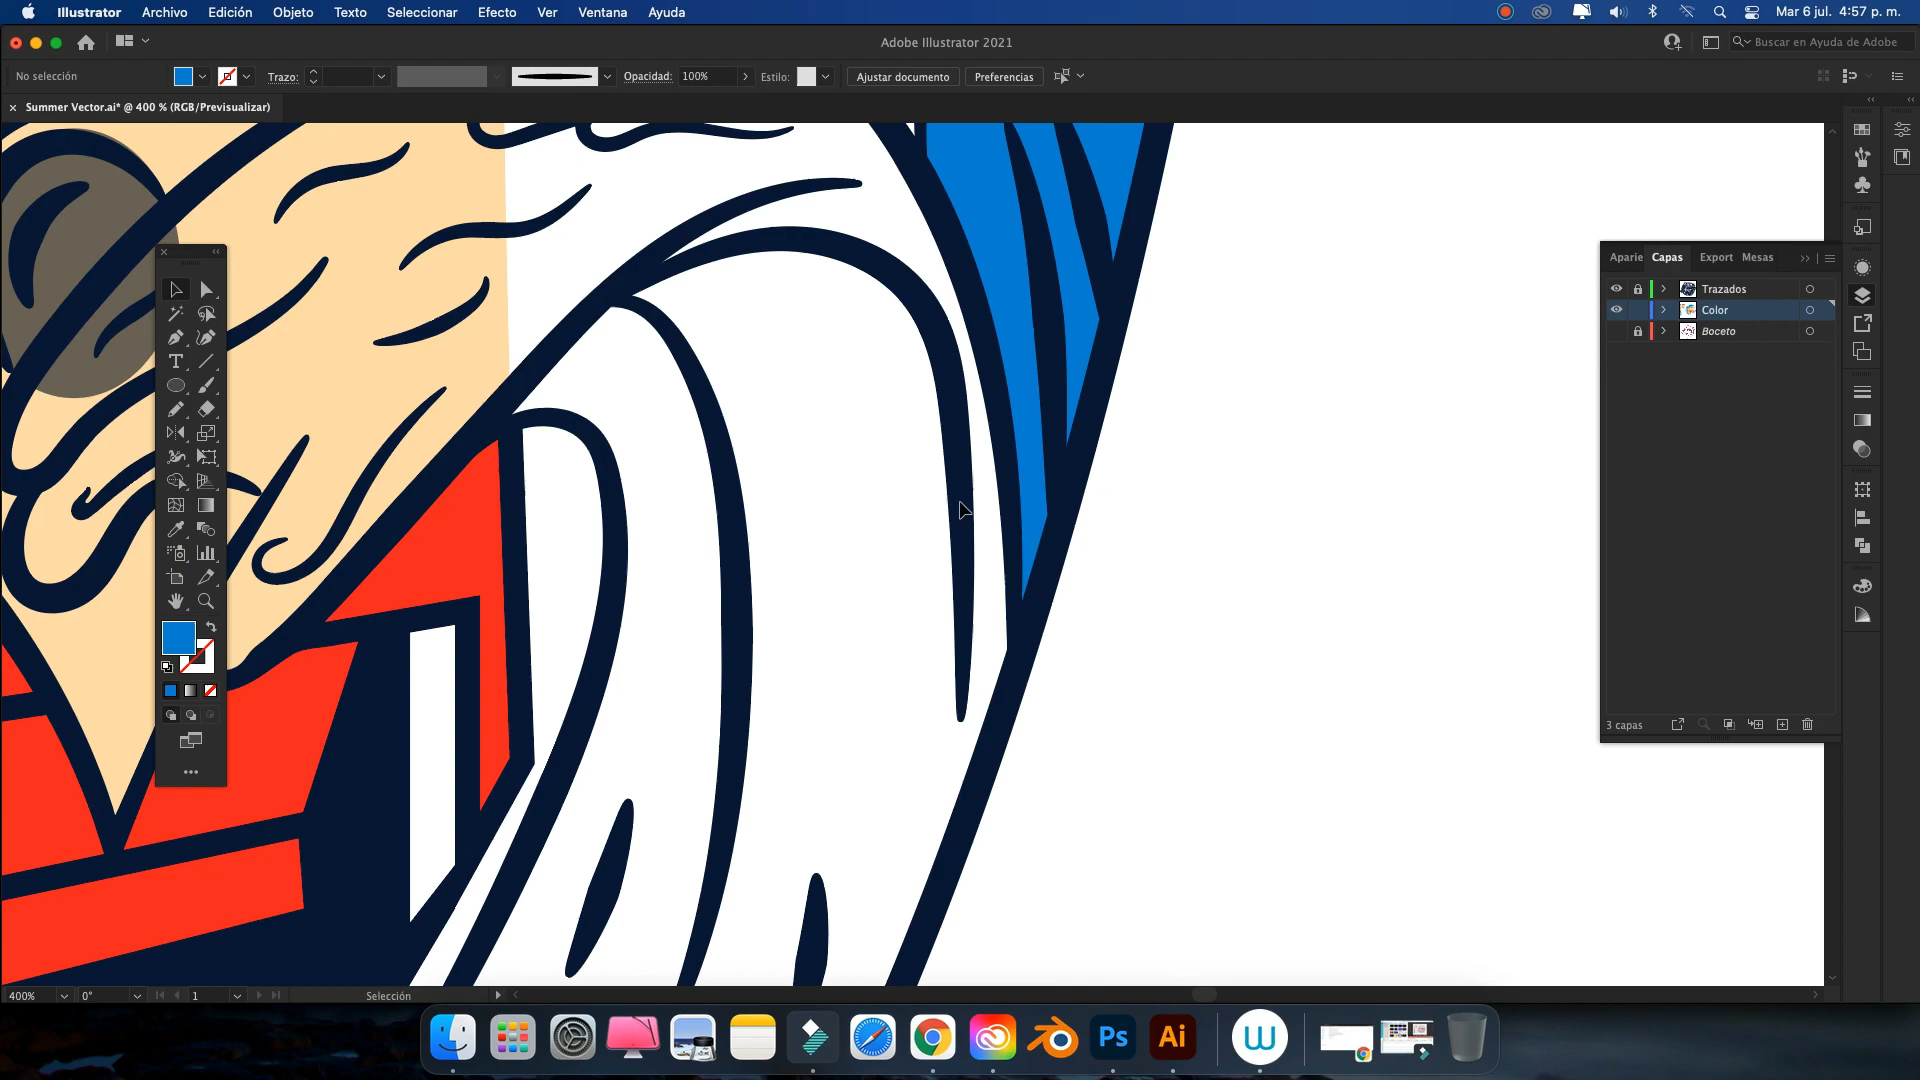 Illustrator Archivo Edición Objeto Texto Seleccionar Efecto Ver Ventana Ayuda Mar 6 jul. 4:57 p. m.
Adobe Illustrator 2021 Buscar en Ayuda de Adobe
No selección Trazo: Opacidad: 100% Estilo: Ajustar documento Preferencias
Summer Vector.ai* @ 400 % (RGB/Previsualizar)
Aparie Capas Export Mesas
Trazados
Color
Boceto
3 capas
400% 0° 1 Selección
Ps Ai W